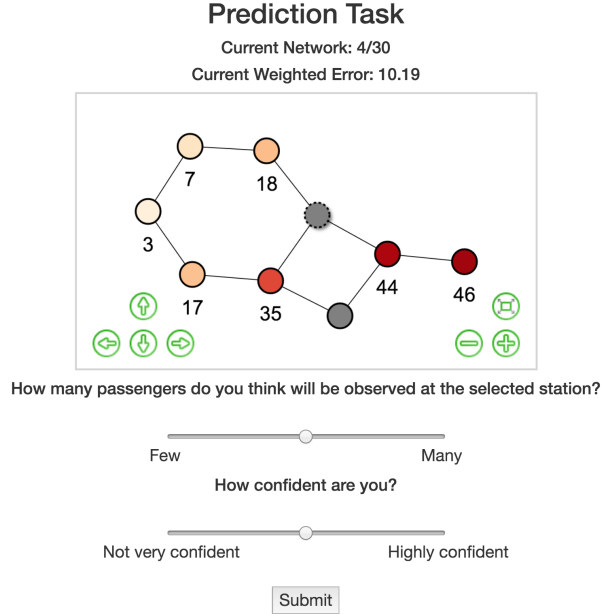 Prediction Task
Current Network: 4/30
Current Weighted Error: 10.19
7
18
3
44
46
17
35
How many passengers do you think will be observed at the selected station?
Few Many
How confident are you?
Not very confident Highly confident
Submit